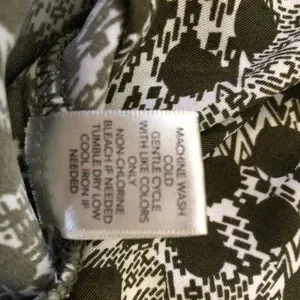 MACHINE WASH
COLD
GENTLE CYCLE
WITH LIKE COLORS
ONLY
NON-CHLORINE
BLEACH IF NEEDED
TUMBLE DRY LOW
COOL IRON IF
NEEDED